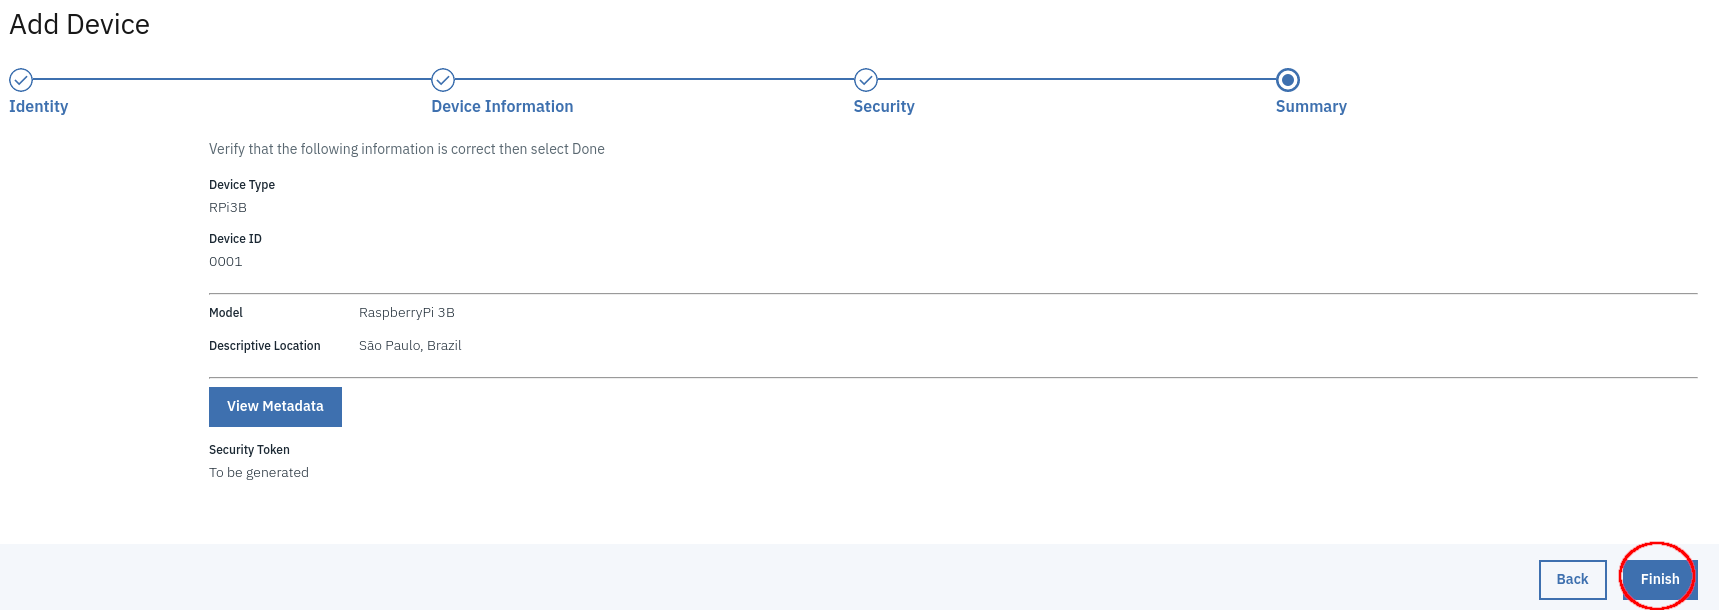 Add Device
Identity Device Information Security Summary
Verify that the following information is correct then select Done
Device Type
RPi3B
Device ID
0001
Model RaspberryPi 3B
Descriptive Location São Paulo, Brazil
View Metadata
Security Token
To be generated
Back Finish